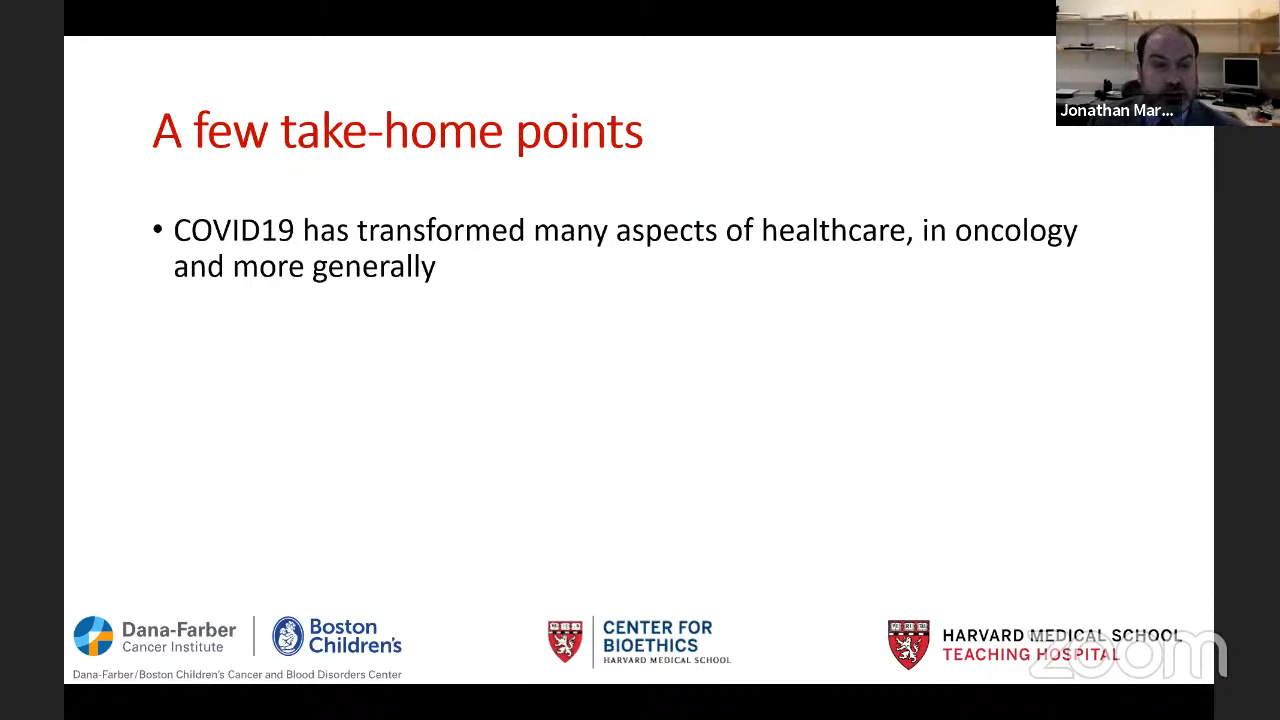 Jonathan Mar...
A few take-home points
• COVID19 has transformed many aspects of healthcare, in oncology
and more generally
Dana-Farber
Cancer Institute
Boston
Children's
Dana-Farber/Boston Children's Cancer and Blood Disorders Center
CENTER FOR
BIOETHICS
HARVARD MEDICAL SCHOOL
HARVARD MEDICAL SCHOOL
TEACHING HOSPITAL
zoom